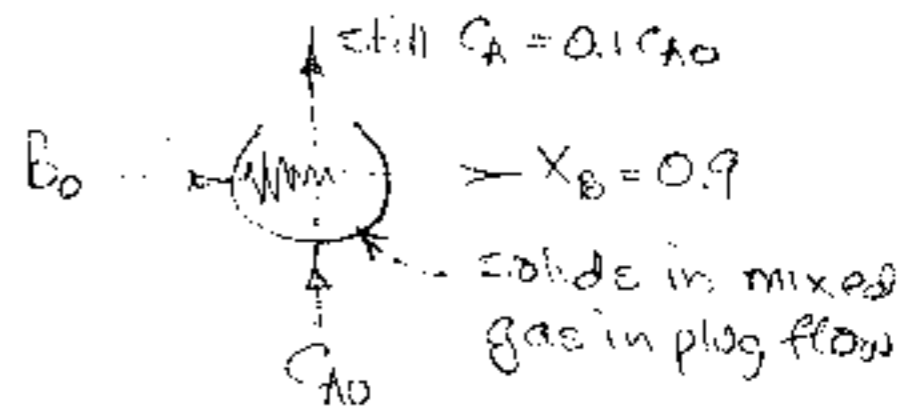 still C_A = 0.1 C_A0
B_0
X_B = 0.9
solids in mixed
gas in plug flow
C_A0